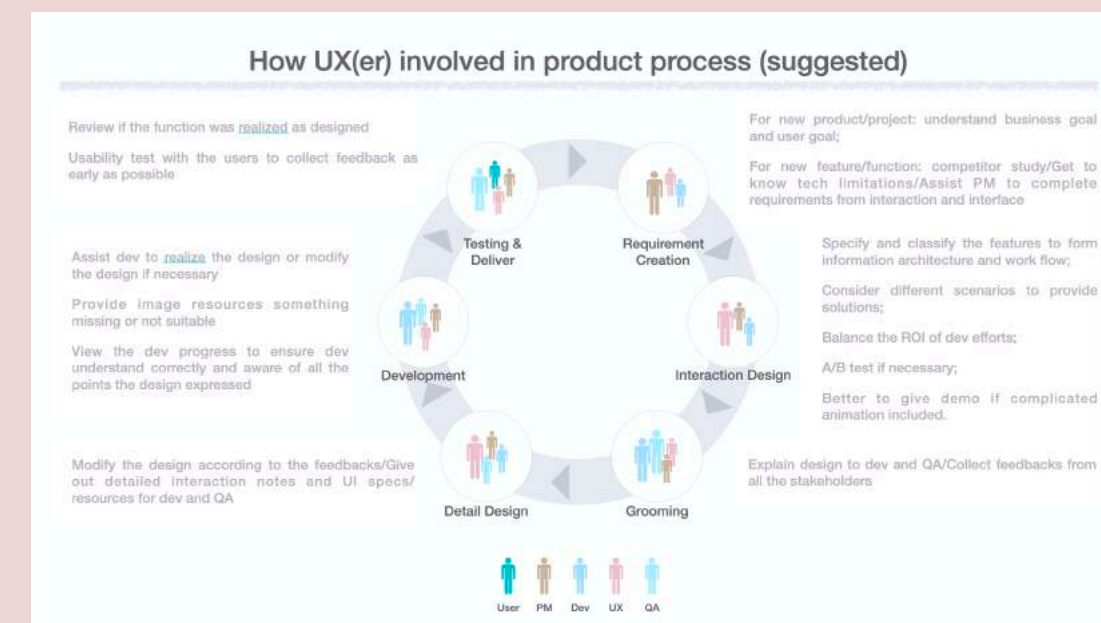 How UX(er) involved in product process (suggested)
Review if the function was realized as designed
Usability test with the users to collect feedback as
early as possible
For new product/project: understand business goal
and user goal;
For new feature/function: competitor study/Get to
know tech limitations/Assist PM to complete
requirements from interaction and interface
Testing &
Deliver
Requirement
Creation
Assist dev to realize the design or modify
the design if necessary
Provide image resources something
missing or not suitable
View the dev progress to ensure dev
understand correctly and aware of all the
points the design expressed
Specify and classify the features to form
information architecture and work flow;
Consider different scenarios to provide
solutions;
Balance the ROI of dev efforts;
A/B test if necessary;
Better to give demo if complicated
animation included.
Development
Interaction Design
Modify the design according to the feedbacks/Give
out detailed interaction notes and UI specs/
resources for dev and QA
Explain design to dev and QA/Collect feedbacks from
all the stakeholders
Detail Design
Grooming
User
PM
Dev
UX
QA